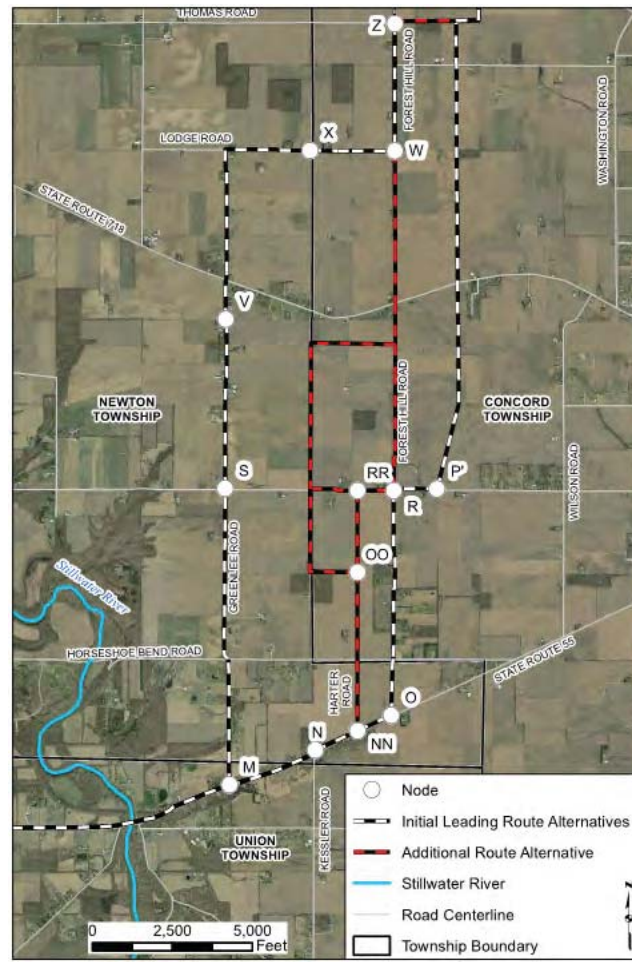 THOMAS ROAD
Z
FOREST HILL ROAD
WASHINGTON ROAD
LODGE ROAD
X
W
STATE ROUTE 718
V
NEWTON
TOWNSHIP
FOREST HILL ROAD
CONCORD
TOWNSHIP
S
RR
R
P'
WILSON ROAD
OO
GREENLEE ROAD
Stillwater River
HORSESHOE BEND ROAD
STATE ROUTE 55
HARTER
ROAD
O
NN
N
M
KESSLER ROAD
UNION
TOWNSHIP
Node
Initial Leading Route Alternatives
Additional Route Alternative
Stillwater River
Road Centerline
Township Boundary
0 2,500 5,000
Feet